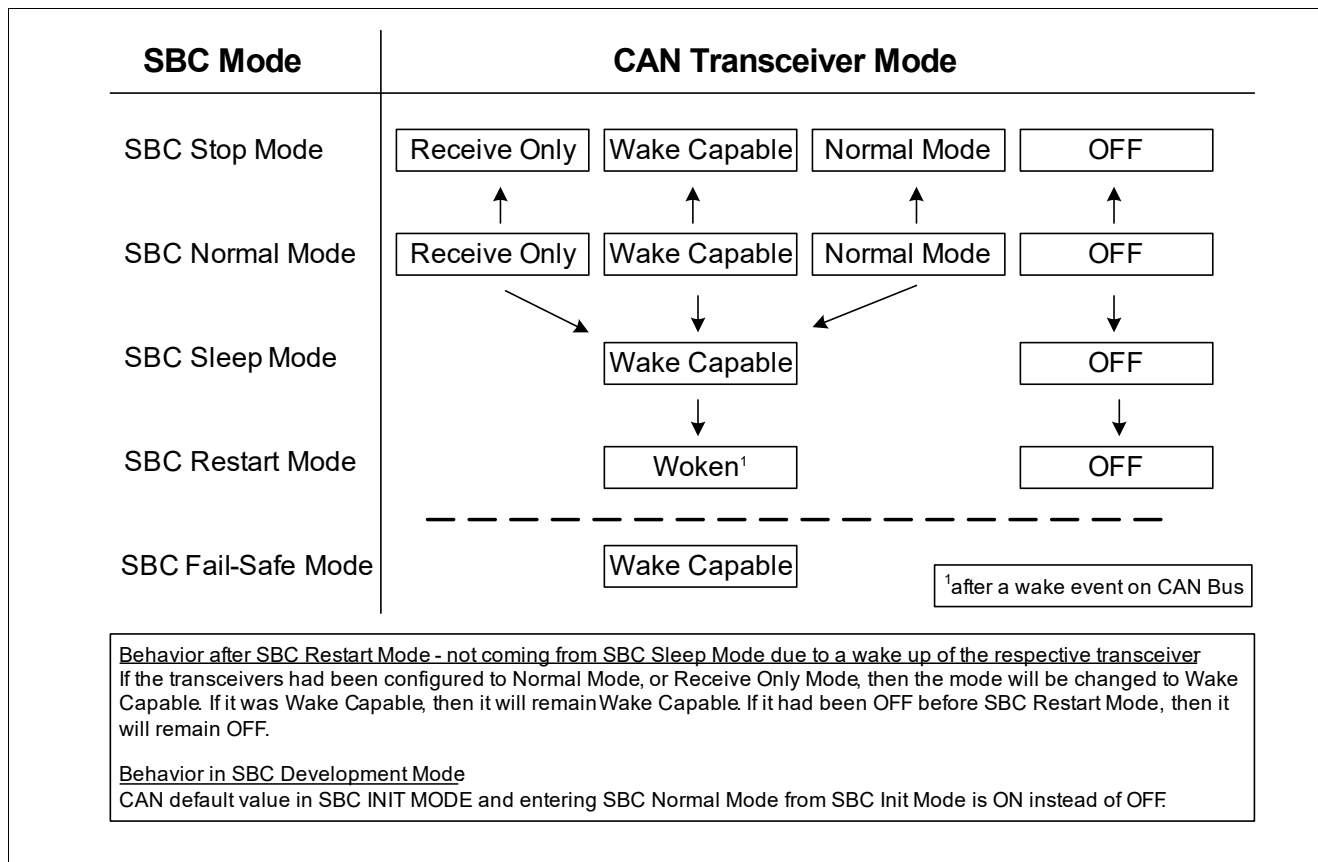 SBC Mode CAN Transceiver Mode
SBC Stop Mode Receive Only Wake Capable Normal Mode OFF
SBC Normal Mode Receive Only Wake Capable Normal Mode OFF
SBC Sleep Mode Wake Capable OFF
SBC Restart Mode Woken¹ OFF
SBC Fail-Safe Mode Wake Capable
¹after a wake event on CAN Bus
Behavior after SBC Restart Mode - not coming from SBC Sleep Mode due to a wake up of the respective transceiver
If the transceivers had been configured to Normal Mode, or Receive Only Mode, then the mode will be changed to Wake
Capable. If it was Wake Capable, then it will remain Wake Capable. If it had been OFF before SBC Restart Mode, then it
will remain OFF.
Behavior in SBC Development Mode
CAN default value in SBC INIT MODE and entering SBC Normal Mode from SBC Init Mode is ON instead of OFF.